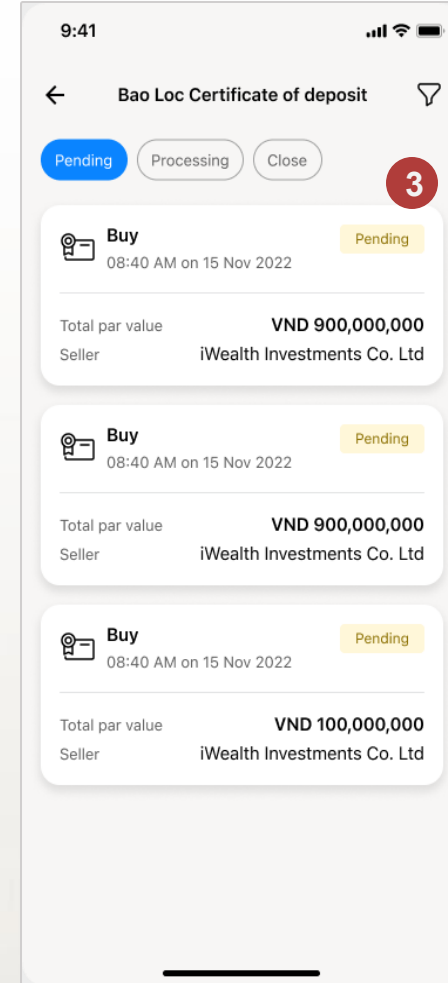 9:41
Bao Loc Certificate of deposit
Pending Processing Close
3
Buy Pending
08:40 AM on 15 Nov 2022
Total par value VND 900,000,000
Seller iWealth Investments Co. Ltd
Buy Pending
08:40 AM on 15 Nov 2022
Total par value VND 900,000,000
Seller iWealth Investments Co. Ltd
Buy Pending
08:40 AM on 15 Nov 2022
Total par value VND 100,000,000
Seller iWealth Investments Co. Ltd